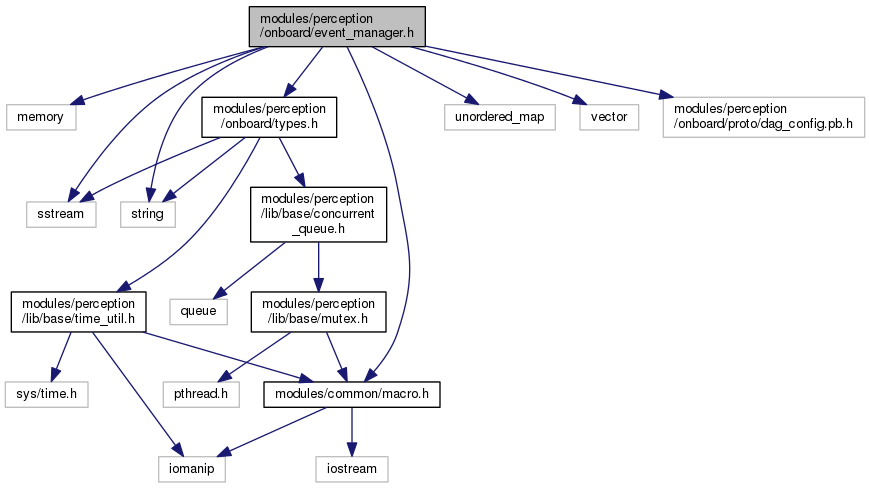 modules/perception
/onboard/event_manager.h
memory
modules/perception
/onboard/types.h
unordered_map
vector
modules/perception
/onboard/proto/dag_config.pb.h
sstream
string
modules/perception
/lib/base/concurrent
_queue.h
modules/perception
/lib/base/time_util.h
queue
modules/perception
/lib/base/mutex.h
sys/time.h
pthread.h
modules/common/macro.h
iomanip
iostream